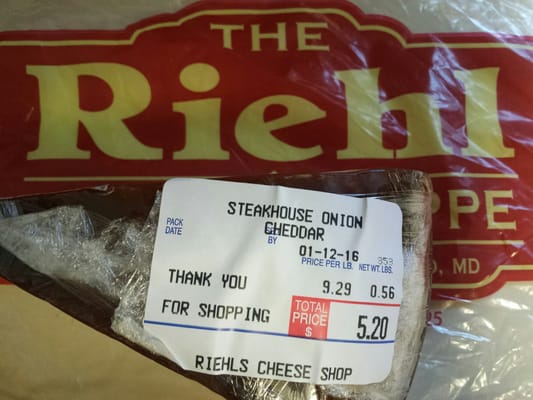 THE
Riehl
PPE
, MD
STEAKHOUSE ONION
CHEDDAR
PACK
DATE
BY
01-12-16
353
PRICE PER LB. NET WT. LBS.
THANK YOU
9.29 0.56
FOR SHOPPING
TOTAL
PRICE
$
5.20
RIEHLS CHEESE SHOP